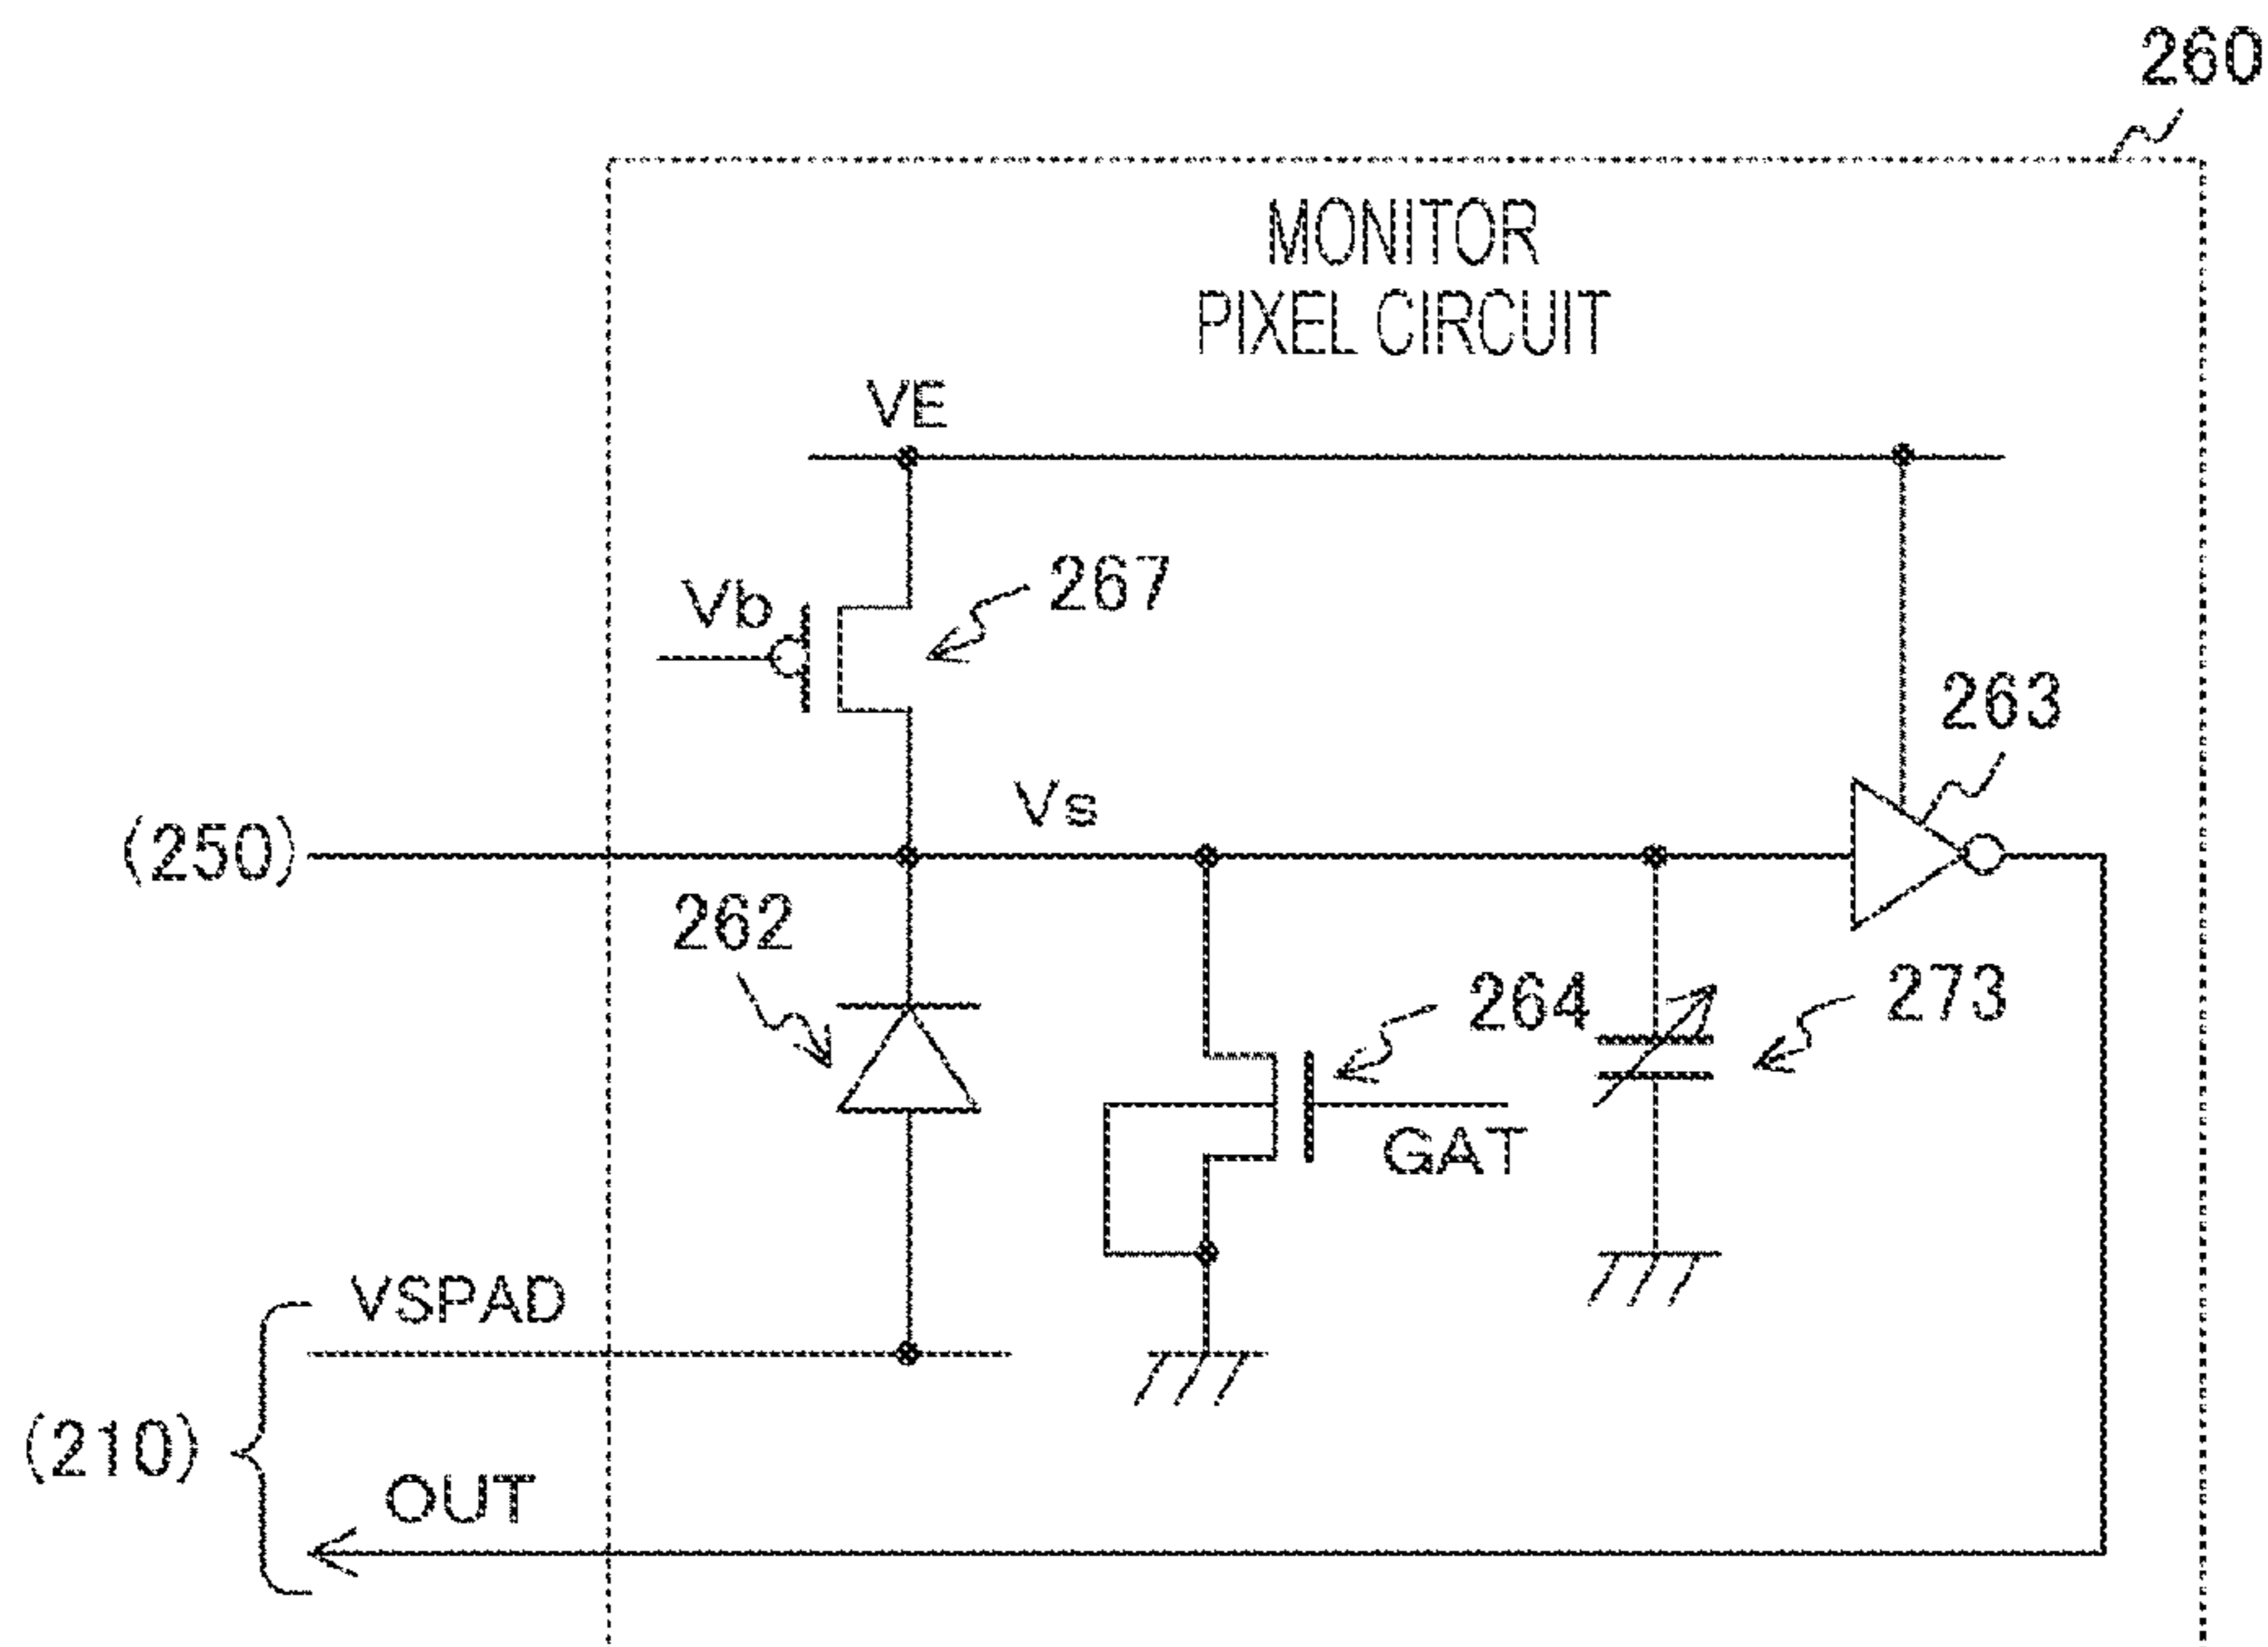 260
MONITOR
PIXEL CIRCUIT
VE
Vb
267
263
Vs
(250)
262
264
273
GAT
VSPAD
(210)
OUT